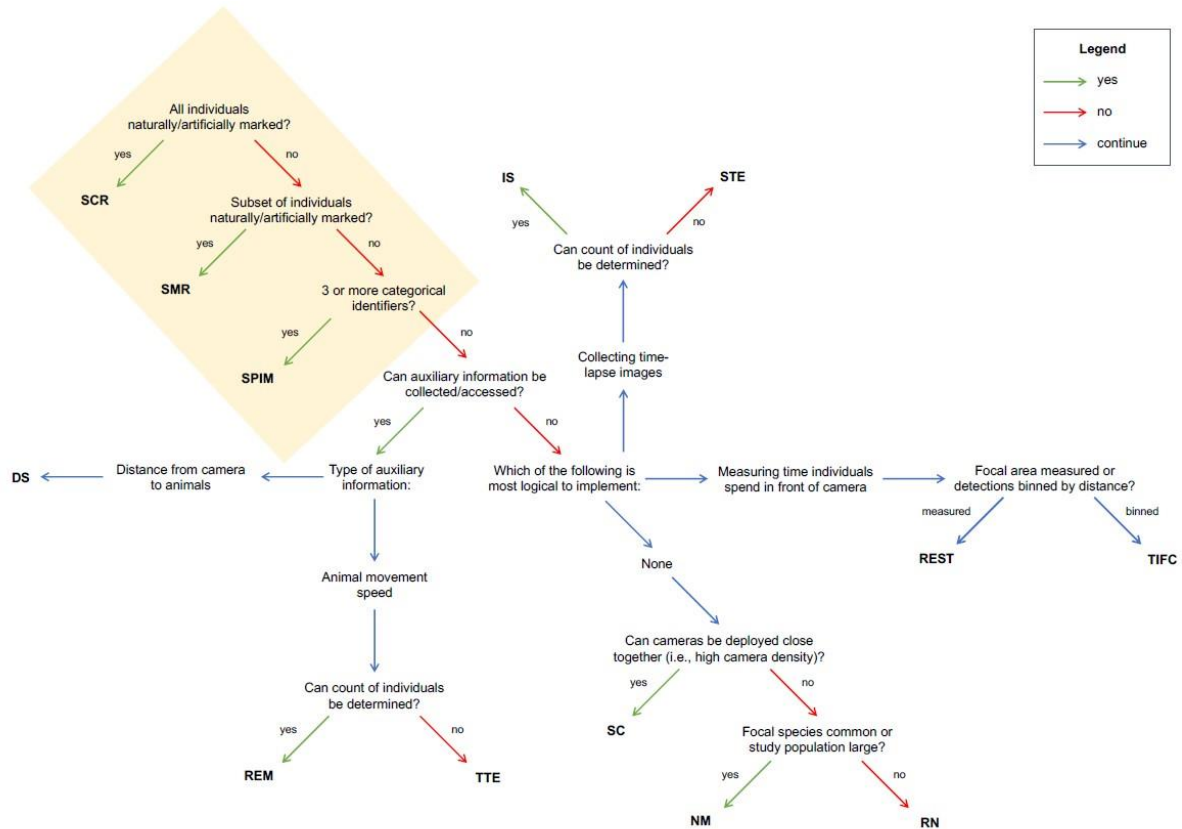 Legend
yes
no
continue
All individuals
naturally/artificially marked?
yes
no
SCR
Subset of individuals
naturally/artificially marked?
yes
no
SMR
3 or more categorical
identifiers?
yes
no
SPIM
Can auxiliary information be
collected/accessed?
yes
no
IS
STE
yes
no
Can count of individuals
be determined?
Collecting time-
lapse images
DS
Distance from camera
to animals
Type of auxiliary
information:
Which of the following is
most logical to implement:
Measuring time individuals
spend in front of camera
Focal area measured or
detections binned by distance?
measured
binned
REST
TIFC
None
Animal movement
speed
Can count of individuals
be determined?
yes
no
REM
TTE
Can cameras be deployed close
together (i.e., high camera density)?
yes
no
SC
Focal species common or
study population large?
yes
no
NM
RN